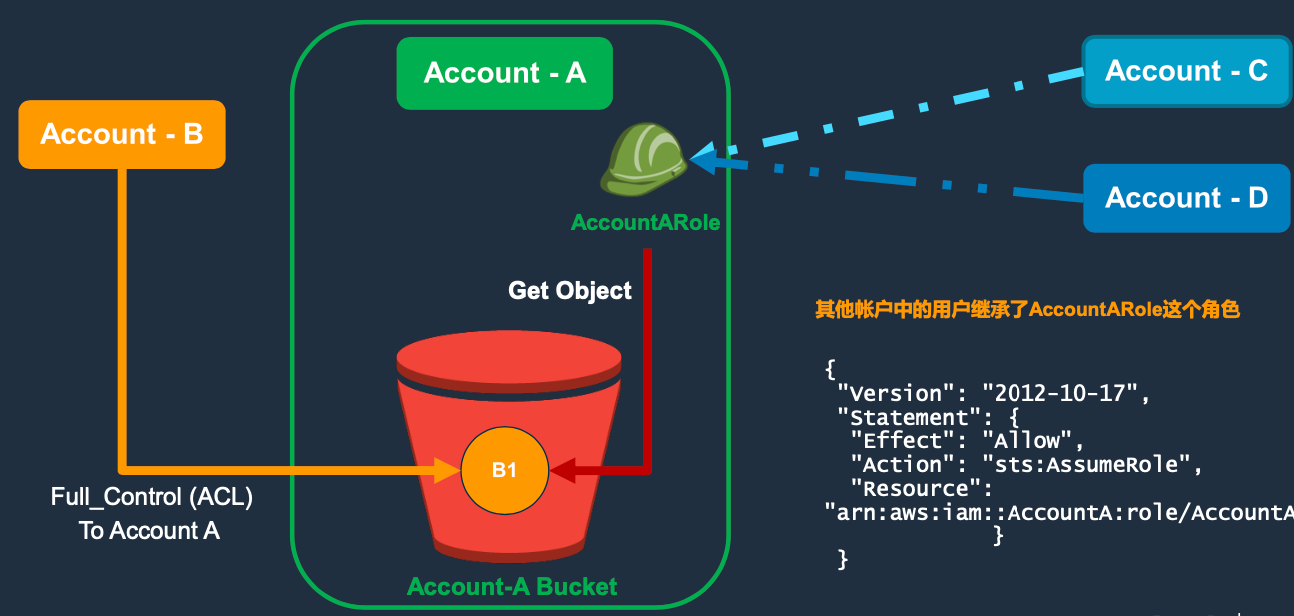 Account - A
Account - C
Account - B
Account - D
AccountARole
Get Object
其他帐户中的用户继承了AccountARole这个角色
{
"Version": "2012-10-17",
"Statement": {
"Effect": "Allow",
"Action": "sts:AssumeRole",
"Resource":
"arn:aws:iam::AccountA:role/AccountA
}
}
B1
Full_Control (ACL)
To Account A
Account-A Bucket